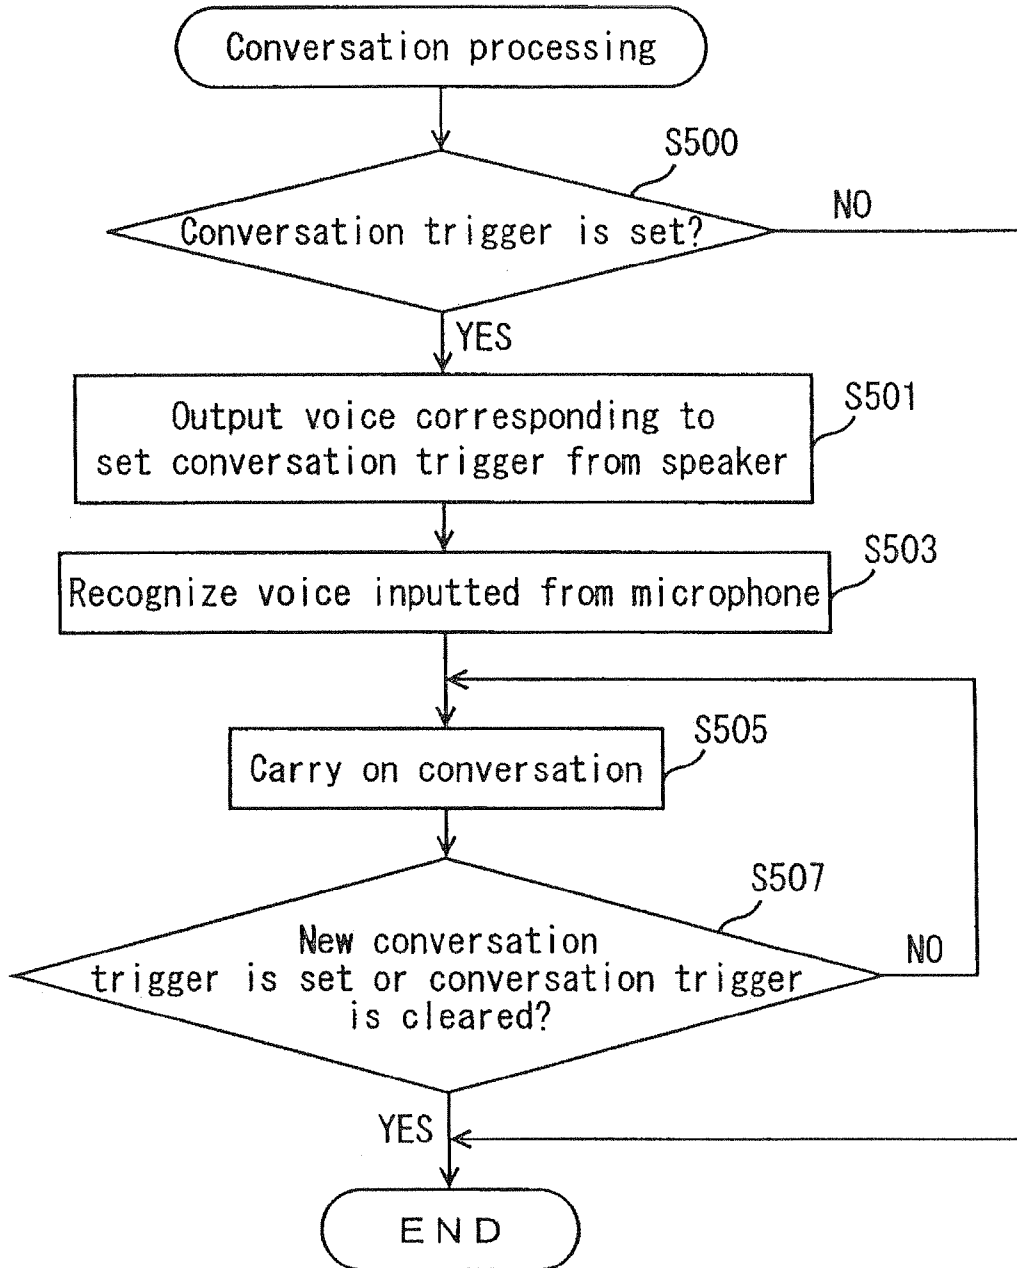 Conversation processing
S500
Conversation trigger is set?
NO
YES
S501
Output voice corresponding to
set conversation trigger from speaker
S503
Recognize voice inputted from microphone
S505
Carry on conversation
S507
New conversation
trigger is set or conversation trigger
is cleared?
NO
YES
END